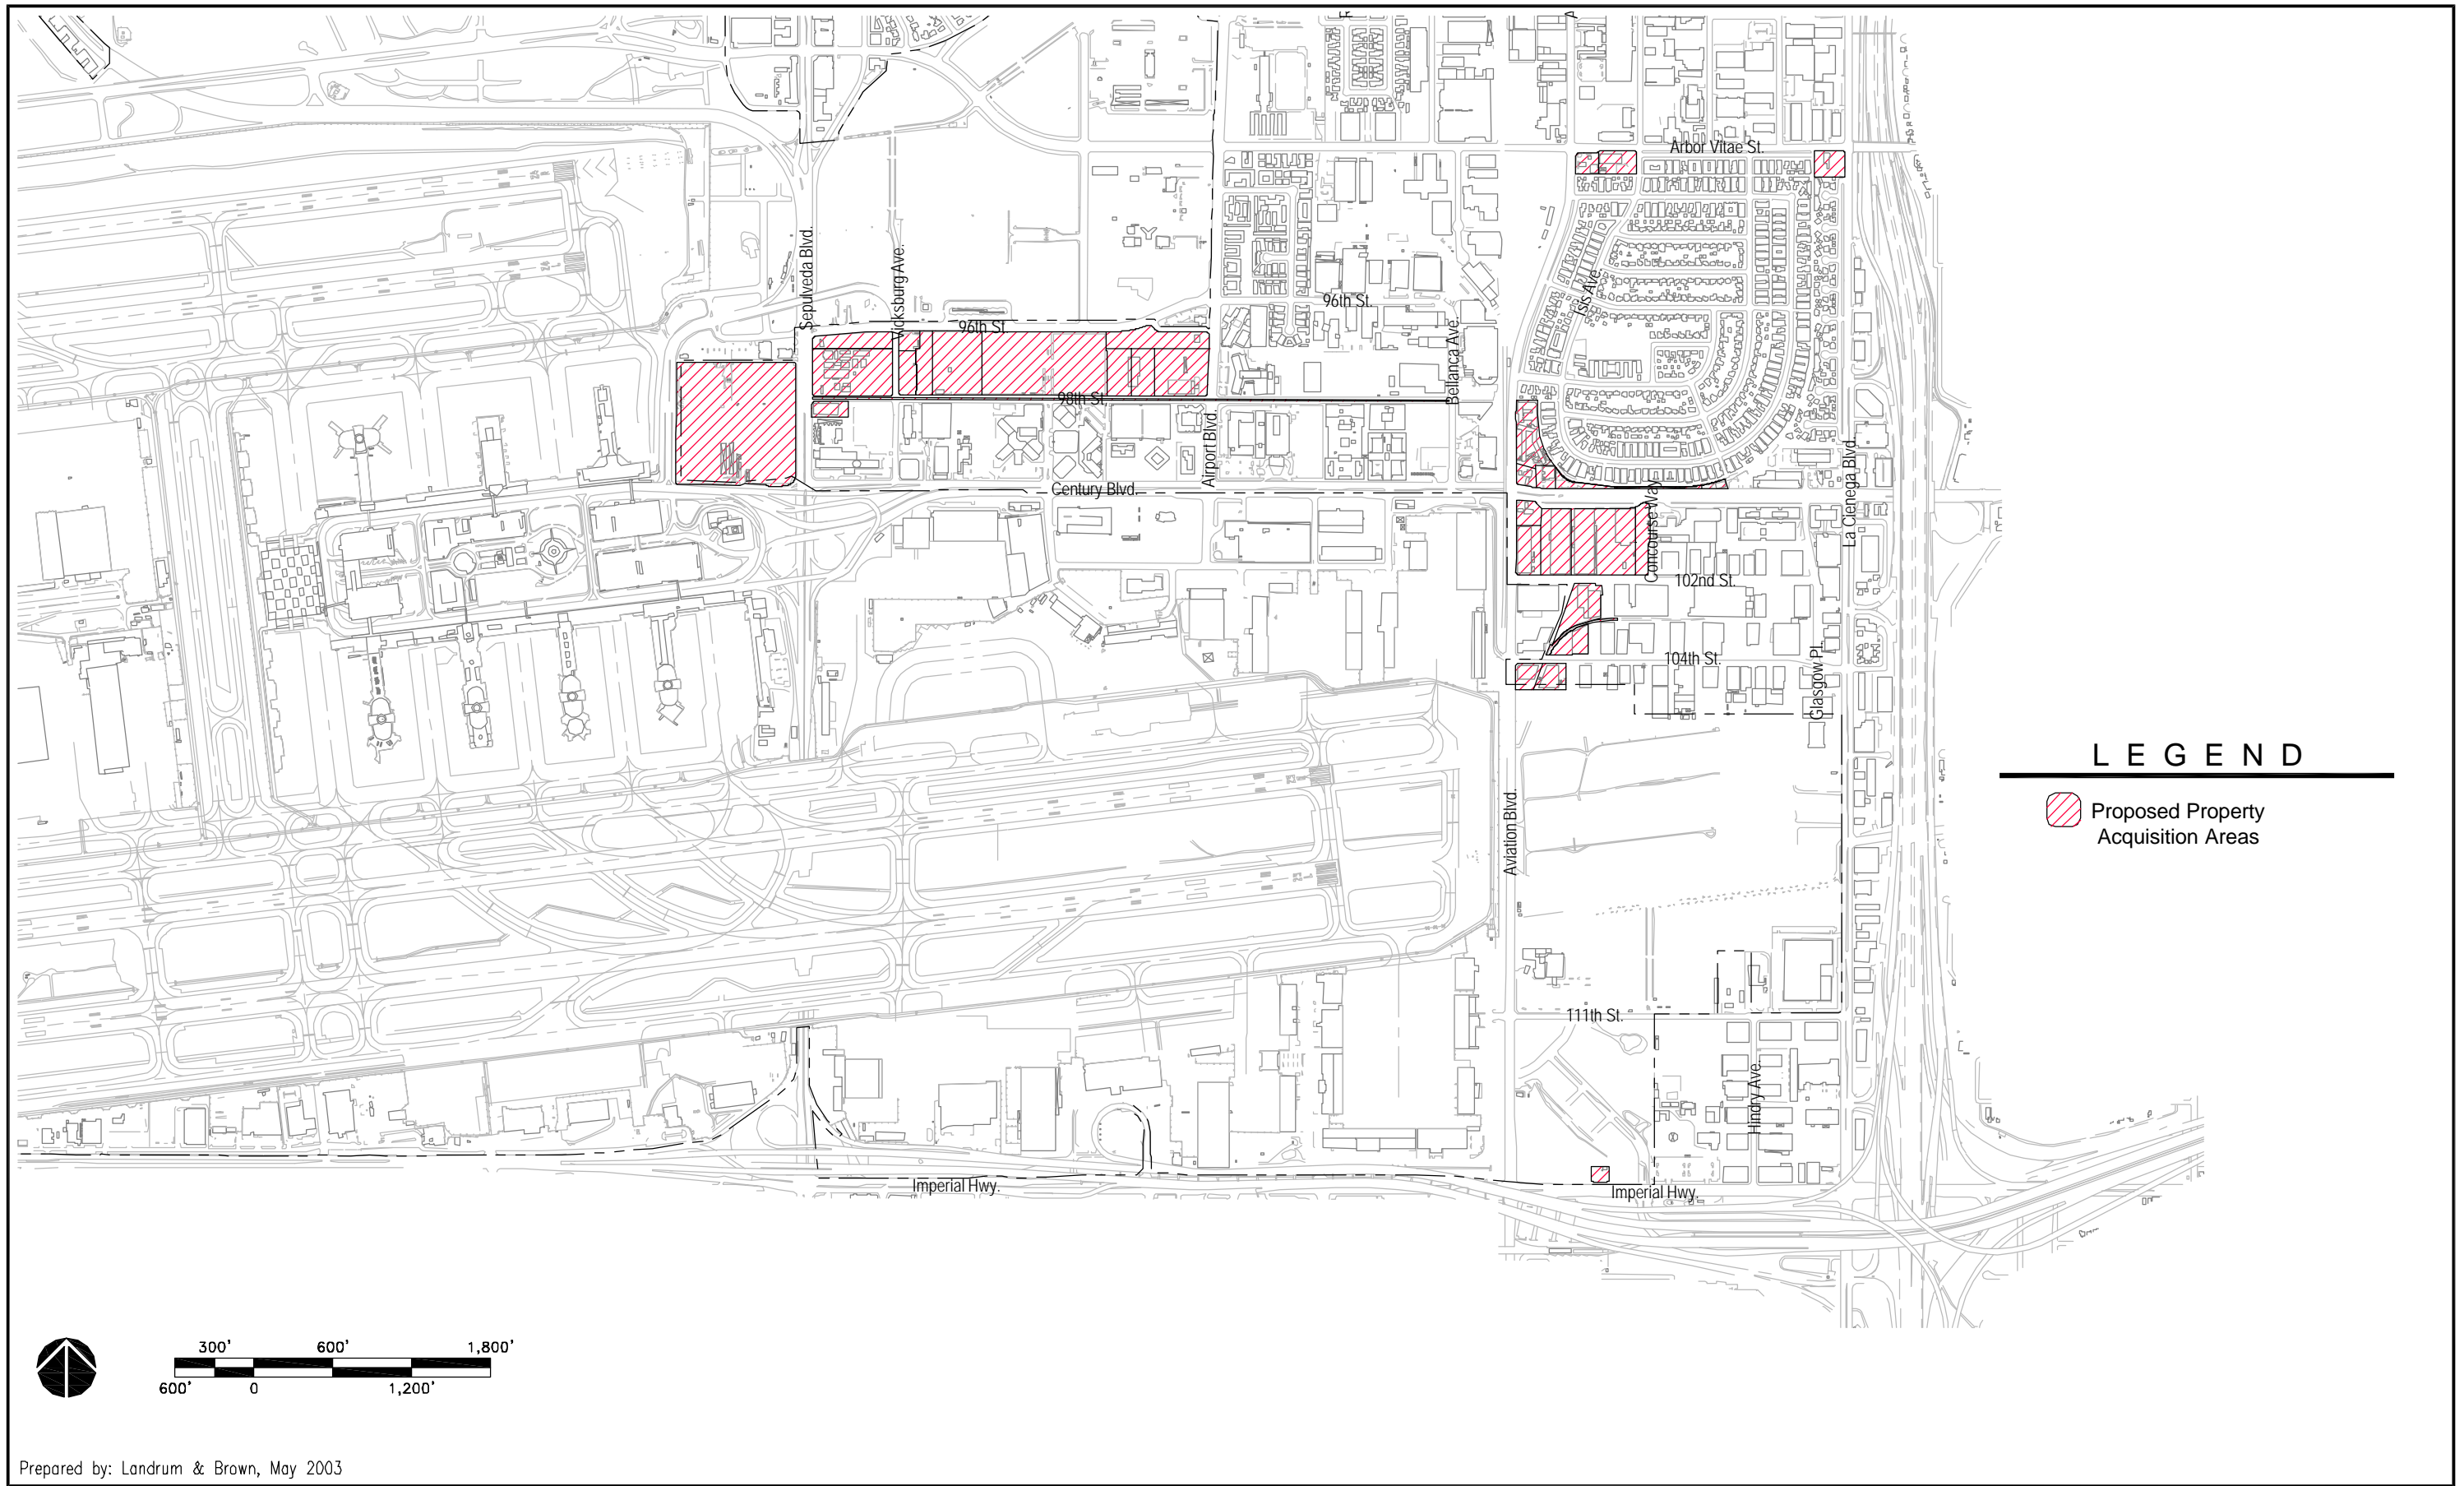 Arbor Vitae St.
Sepulveda Blvd.
Vicksburg Ave.
Isis Ave.
96th St.
96th St.
Bellanca Ave.
98th St.
Airport Blvd.
Century Blvd.
La Cienega Blvd.
Concourse Way
102nd St.
104th St.
Glasgow Pl.
LEGEND
Proposed Property
Acquisition Areas
Aviation Blvd.
111th St.
Hindry Ave.
Imperial Hwy.
Imperial Hwy.
300' 600' 1,800'
600' 0 1,200'
Prepared by: Landrum & Brown, May 2003